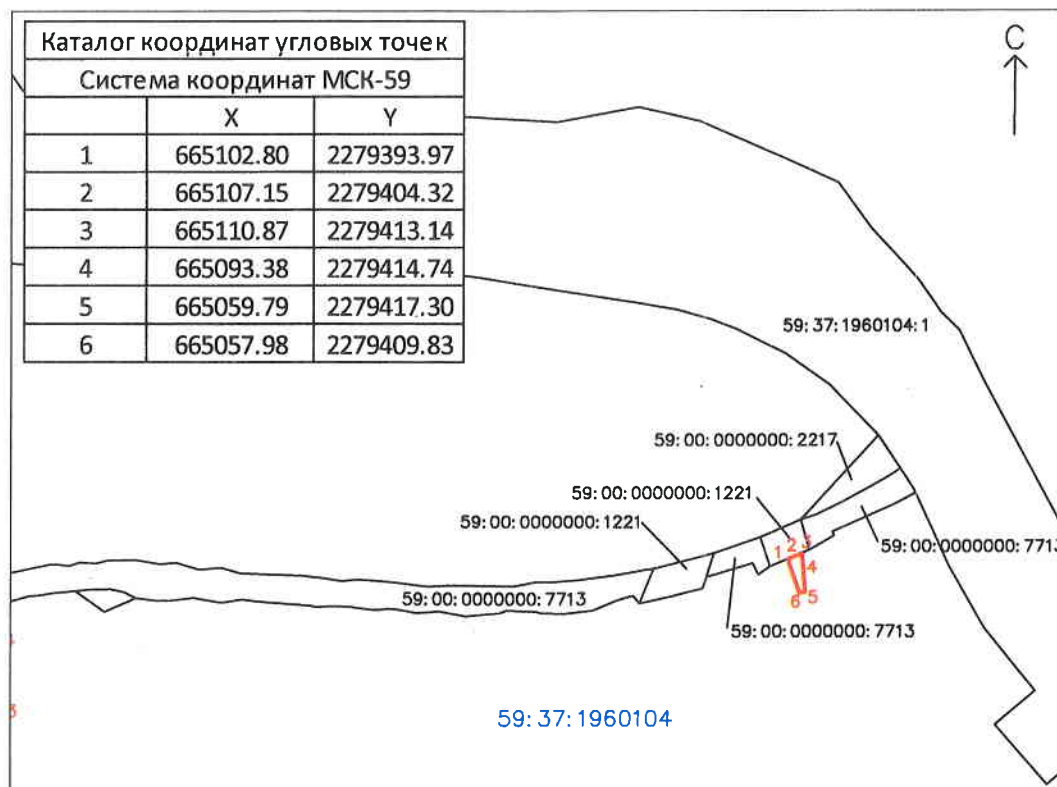 Каталог координат угловых точек
Система координат МСК-59
X Y
1 665102.80 2279393.97
2 665107.15 2279404.32
3 665110.87 2279413.14
4 665093.38 2279414.74
5 665059.79 2279417.30
6 665057.98 2279409.83
С
59:37:1960104:1
59:00:0000000:2217
59:00:0000000:1221
59:00:0000000:1221
59:00:0000000:7713
1 2 3
4
6 5
59:00:0000000:7713
59:00:0000000:7713
59:37:1960104